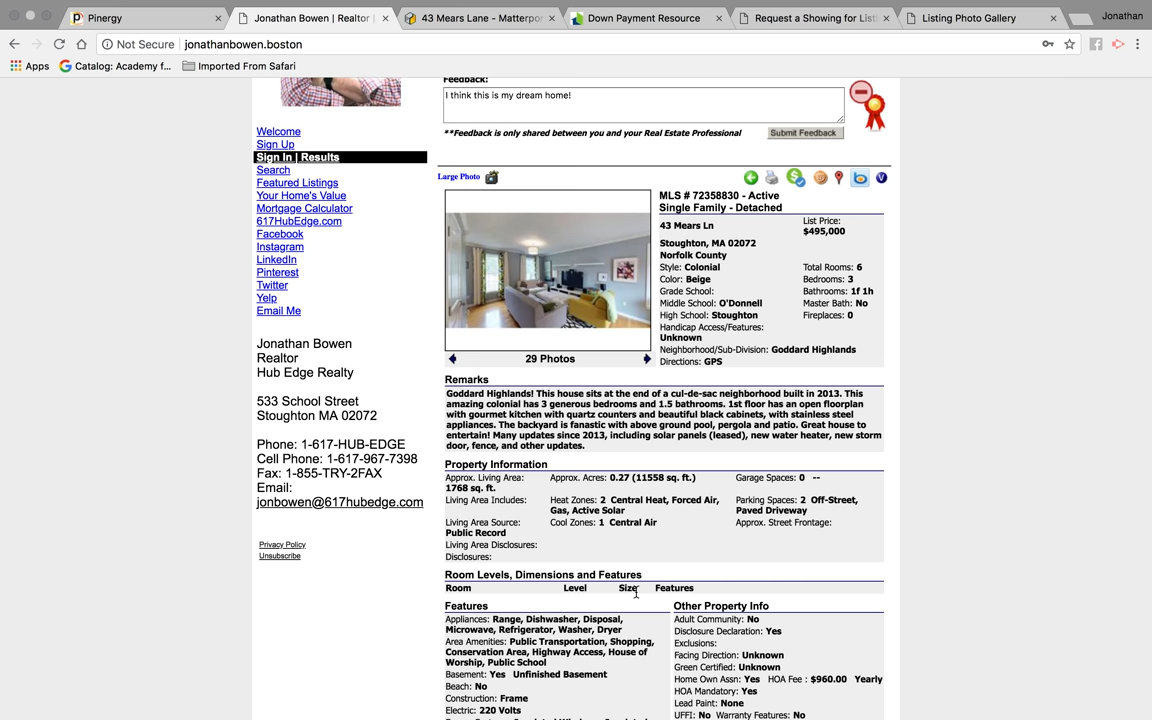 Pinergy
Jonathan Bowen | Realtor |
43 Mears Lane - Matterpor
Down Payment Resource
Request a Showing for List
Listing Photo Gallery
Jonathan
Not Secure | jonathanbowen.boston
Apps
Catalog: Academy f...
Imported From Safari
Feedback:
I think this is my dream home!
**Feedback is only shared between you and your Real Estate Professional
Submit Feedback
Welcome
Sign Up
Sign In | Results
Search
Featured Listings
Your Home's Value
Mortgage Calculator
617HubEdge.com
Facebook
Instagram
LinkedIn
Pinterest
Twitter
Yelp
Email Me
Jonathan Bowen
Realtor
Hub Edge Realty
533 School Street
Stoughton MA 02072
Phone: 1-617-HUB-EDGE
Cell Phone: 1-617-967-7398
Fax: 1-855-TRY-2FAX
Email:
jonbowen@617hubedge.com
Privacy Policy
Unsubscribe
Large Photo
29 Photos
MLS # 72358830 - Active
Single Family - Detached
43 Mears Ln
List Price:
$495,000
Stoughton, MA 02072
Norfolk County
Style: Colonial
Total Rooms: 6
Color: Beige
Bedrooms: 3
Grade School:
Bathrooms: 1f 1h
Middle School: O'Donnell
Master Bath: No
High School: Stoughton
Fireplaces: 0
Handicap Access/Features:
Unknown
Neighborhood/Sub-Division: Goddard Highlands
Directions: GPS
Remarks
Goddard Highlands! This house sits at the end of a cul-de-sac neighborhood built in 2013. This
amazing colonial has 3 generous bedrooms and 1.5 bathrooms. 1st floor has an open floorplan
with gourmet kitchen with quartz counters and beautiful black cabinets, with stainless steel
appliances. The backyard is fanastic with above ground pool, pergola and patio. Great house to
entertain! Many updates since 2013, including solar panels (leased), new water heater, new storm
door, fence, and other updates.
Property Information
Approx. Living Area:
1768 sq. ft.
Approx. Acres: 0.27 (11558 sq. ft.)
Garage Spaces: 0 --
Living Area Includes:
Heat Zones: 2 Central Heat, Forced Air,
Gas, Active Solar
Parking Spaces: 2 Off-Street,
Paved Driveway
Living Area Source:
Public Record
Cool Zones: 1 Central Air
Approx. Street Frontage:
Living Area Disclosures:
Disclosures:
Room Levels, Dimensions and Features
Room Level Size Features
Features
Appliances: Range, Dishwasher, Disposal,
Microwave, Refrigerator, Washer, Dryer
Area Amenities: Public Transportation, Shopping,
Conservation Area, Highway Access, House of
Worship, Public School
Basement: Yes Unfinished Basement
Beach: No
Construction: Frame
Electric: 220 Volts
Other Property Info
Adult Community: No
Disclosure Declaration: Yes
Exclusions:
Facing Direction: Unknown
Green Certified: Unknown
Home Own Assn: Yes HOA Fee : $960.00 Yearly
HOA Mandatory: Yes
Lead Paint: None
UFFI: No Warranty Features: No